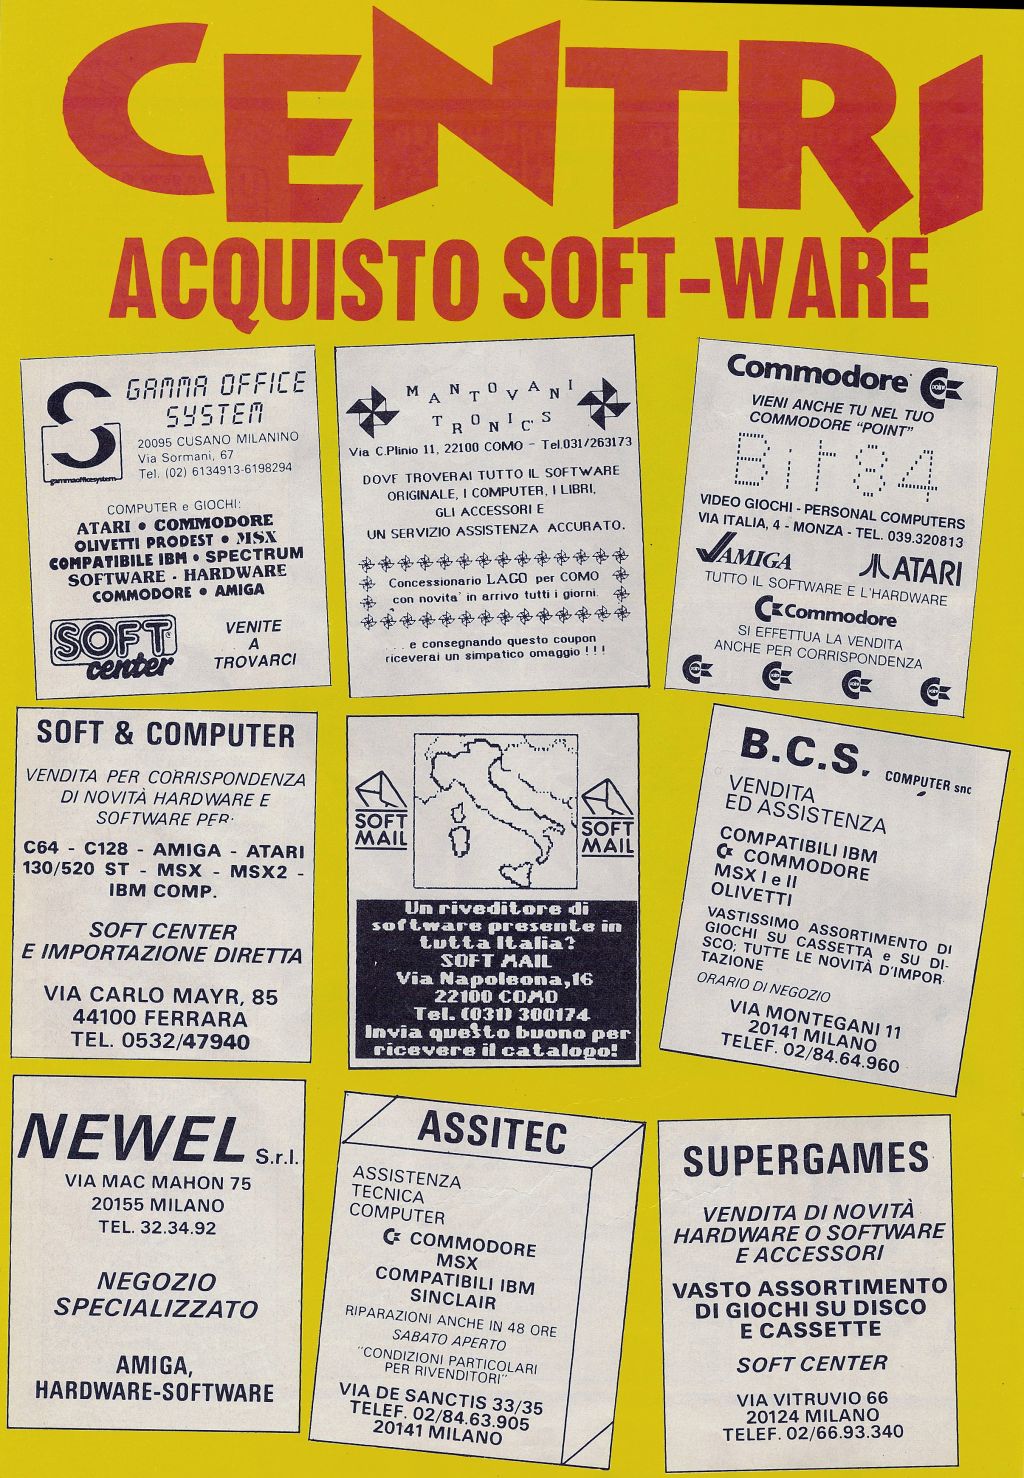 CENTRI
ACQUISTO SOFT-WARE
GAMMA OFFICE
SYSTEM
20095 CUSANO MILANINO
Via Sormani, 67
Tel. (02) 6134913-6198294
gammaofficesystem
COMPUTER e GIOCHI:
ATARI • COMMODORE
OLIVETTI PRODEST • MSX
COMPATIBILE IBM • SPECTRUM
SOFTWARE - HARDWARE
COMMODORE • AMIGA
SOFT
center
VENITE
A
TROVARCI
MANTOVANI
TRONIC'S
Via C.Plinio 11, 22100 COMO - Tel.031/263173
DOVE TROVERAI TUTTO IL SOFTWARE
ORIGINALE, I COMPUTER, I LIBRI,
GLI ACCESSORI E
UN SERVIZIO ASSISTENZA ACCURATO.
Concessionario LAGO per COMO
con novita' in arrivo tutti i giorni.
... e consegnando questo coupon
riceverai un simpatico omaggio ! ! !
Commodore
VIENI ANCHE TU NEL TUO
COMMODORE "POINT"
Bit84
VIDEO GIOCHI - PERSONAL COMPUTERS
VIA ITALIA, 4 - MONZA - TEL. 039.320813
AMIGA
ATARI
TUTTO IL SOFTWARE E L'HARDWARE
Commodore
SI EFFETTUA LA VENDITA
ANCHE PER CORRISPONDENZA
SOFT & COMPUTER
VENDITA PER CORRISPONDENZA
DI NOVITÀ HARDWARE E
SOFTWARE PER:
C64 - C128 - AMIGA - ATARI
130/520 ST - MSX - MSX2 -
IBM COMP.
SOFT CENTER
E IMPORTAZIONE DIRETTA
VIA CARLO MAYR, 85
44100 FERRARA
TEL. 0532/47940
SOFT
MAIL
SOFT
MAIL
Un riveditore di
software presente in
tutta Italia?
SOFT MAIL
Via Napoleona,16
22100 COMO
Tel. (031) 300174
Invia questo buono per
ricevere il catalogo!
B.C.S. COMPUTER snc
VENDITA
ED ASSISTENZA
COMPATIBILI IBM
COMMODORE
MSX I e II
OLIVETTI
VASTISSIMO ASSORTIMENTO DI
GIOCHI SU CASSETTA e SU DI-
SCO; TUTTE LE NOVITÀ D'IMPOR-
TAZIONE
ORARIO DI NEGOZIO
VIA MONTEGANI 11
20141 MILANO
TELEF. 02/84.64.960
NEWEL S.r.l.
VIA MAC MAHON 75
20155 MILANO
TEL. 32.34.92
NEGOZIO
SPECIALIZZATO
AMIGA,
HARDWARE-SOFTWARE
ASSITEC
ASSISTENZA
TECNICA
COMPUTER
COMMODORE
MSX
COMPATIBILI IBM
SINCLAIR
RIPARAZIONI ANCHE IN 48 ORE
SABATO APERTO
"CONDIZIONI PARTICOLARI
PER RIVENDITORI"
VIA DE SANCTIS 33/35
TELEF. 02/84.63.905
20141 MILANO
SUPERGAMES
VENDITA DI NOVITÀ
HARDWARE O SOFTWARE
E ACCESSORI
VASTO ASSORTIMENTO
DI GIOCHI SU DISCO
E CASSETTE
SOFT CENTER
VIA VITRUVIO 66
20124 MILANO
TELEF. 02/66.93.340